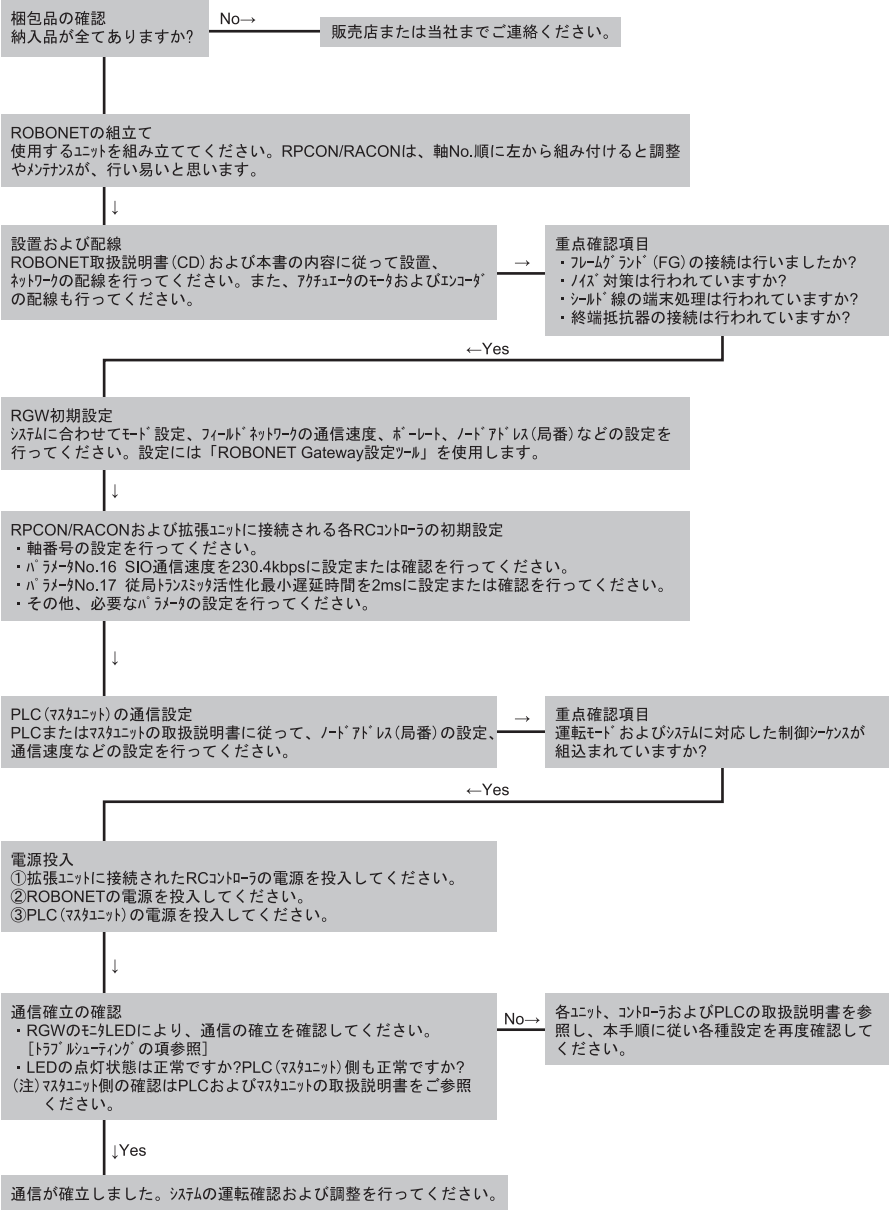 梱包品の確認
納入品が全てありますか?
No→
販売店または当社までご連絡ください。
ROBONETの組立て
使用するﾕﾆｯﾄを組み立ててください。RPCON/RACONは、軸No.順に左から組み付けると調整
やﾒﾝﾃﾅﾝｽが、行い易いと思います。
↓
設置および配線
ROBONET取扱説明書(CD)および本書の内容に従って設置、
ﾈｯﾄﾜｰｸの配線を行ってください。また、ｱｸﾁｭｴｰﾀのﾓｰﾀおよびｴﾝｺｰﾀﾞ
の配線も行ってください。
→
重点確認項目
・ﾌﾚｰﾑｸﾞﾗﾝﾄﾞ(FG)の接続は行いましたか?
・ﾉｲｽﾞ対策は行われていますか?
・ｼｰﾙﾄﾞ線の端末処理は行われていますか?
・終端抵抗器の接続は行われていますか?
←Yes
RGW初期設定
ｼｽﾃﾑに合わせてﾓｰﾄﾞ設定、ﾌｨｰﾙﾄﾞﾈｯﾄﾜｰｸの通信速度、ﾎﾞｰﾚｰﾄ、ﾉｰﾄﾞｱﾄﾞﾚｽ(局番)などの設定を
行ってください。設定には「ROBONET Gateway設定ﾂｰﾙ」を使用します。
↓
RPCON/RACONおよび拡張ﾕﾆｯﾄに接続される各RCｺﾝﾄﾛｰﾗの初期設定
・軸番号の設定を行ってください。
・ﾊﾟﾗﾒｰﾀNo.16 SIO通信速度を230.4kbpsに設定または確認を行ってください。
・ﾊﾟﾗﾒｰﾀNo.17 従局ﾄﾗﾝｽﾐｯﾀ活性化最小遅延時間を2msに設定または確認を行ってください。
・その他、必要なﾊﾟﾗﾒｰﾀの設定を行ってください。
↓
PLC(ﾏｽﾀﾕﾆｯﾄ)の通信設定
PLCまたはﾏｽﾀﾕﾆｯﾄの取扱説明書に従って、ﾉｰﾄﾞｱﾄﾞﾚｽ(局番)の設定、
通信速度などの設定を行ってください。
→
重点確認項目
運転ﾓｰﾄﾞおよびｼｽﾃﾑに対応した制御ｼｰｹﾝｽが
組込まれていますか?
←Yes
電源投入
①拡張ﾕﾆｯﾄに接続されたRCｺﾝﾄﾛｰﾗの電源を投入してください。
②ROBONETの電源を投入してください。
③PLC(ﾏｽﾀﾕﾆｯﾄ)の電源を投入してください。
↓
通信確立の確認
・RGWのﾓﾆﾀLEDにより、通信の確立を確認してください。
[ﾄﾗﾌﾞﾙｼｭｰﾃｨﾝｸﾞの項参照]
・LEDの点灯状態は正常ですか?PLC(ﾏｽﾀﾕﾆｯﾄ)側も正常ですか?
(注)ﾏｽﾀﾕﾆｯﾄ側の確認はPLCおよびﾏｽﾀﾕﾆｯﾄの取扱説明書をご参照
ください。
No→
各ﾕﾆｯﾄ、ｺﾝﾄﾛｰﾗおよびPLCの取扱説明書を参
照し、本手順に従い各種設定を再度確認して
ください。
↓Yes
通信が確立しました。ｼｽﾃﾑの運転確認および調整を行ってください。